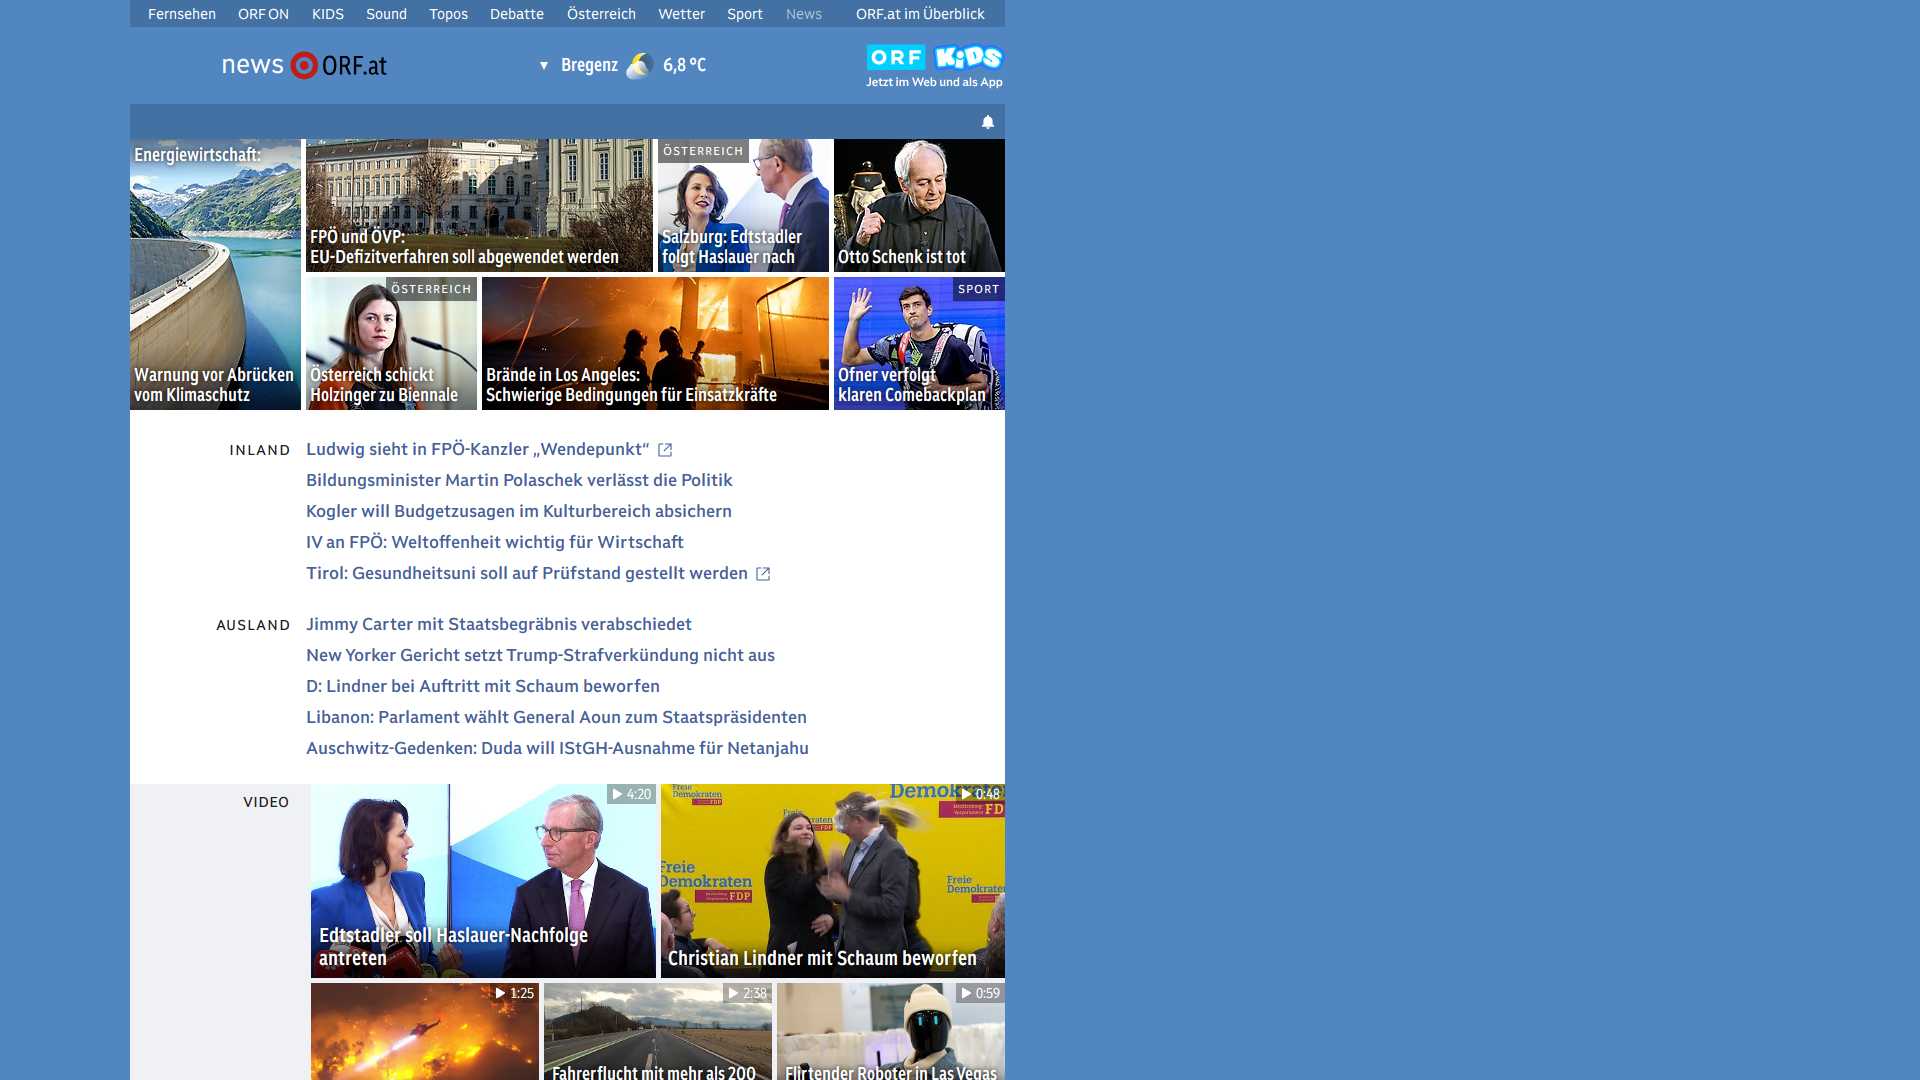 Fernsehen ORF ON KIDS Sound Topos Debatte Österreich Wetter Sport News ORF.at im Überblick
news ORF.at
Bregenz 6,8 °C
ORF KiDS
Jetzt im Web und als App
Energiewirtschaft:
Warnung vor Abrücken
vom Klimaschutz
FPÖ und ÖVP:
EU-Defizitverfahren soll abgewendet werden
ÖSTERREICH
Salzburg: Edtstadler
folgt Haslauer nach
Otto Schenk ist tot
ÖSTERREICH
Österreich schickt
Holzinger zu Biennale
Brände in Los Angeles:
Schwierige Bedingungen für Einsatzkräfte
SPORT
Ofner verfolgt
klaren Comebackplan
INLAND
Ludwig sieht in FPÖ-Kanzler „Wendepunkt“
Bildungsminister Martin Polaschek verlässt die Politik
Kogler will Budgetzusagen im Kulturbereich absichern
IV an FPÖ: Weltoffenheit wichtig für Wirtschaft
Tirol: Gesundheitsuni soll auf Prüfstand gestellt werden
AUSLAND
Jimmy Carter mit Staatsbegräbnis verabschiedet
New Yorker Gericht setzt Trump-Strafverkündung nicht aus
D: Lindner bei Auftritt mit Schaum beworfen
Libanon: Parlament wählt General Aoun zum Staatspräsidenten
Auschwitz-Gedenken: Duda will IStGH-Ausnahme für Netanjahu
VIDEO
4:20
Edtstadler soll Haslauer-Nachfolge
antreten
0:48
Freie
Demokraten
FDP
Freie
Demokraten
FDP
Freie
Demokraten
Christian Lindner mit Schaum beworfen
1:25
2:38
Fahrerflucht mit mehr als 200
0:59
Flirtender Roboter in Las Vegas